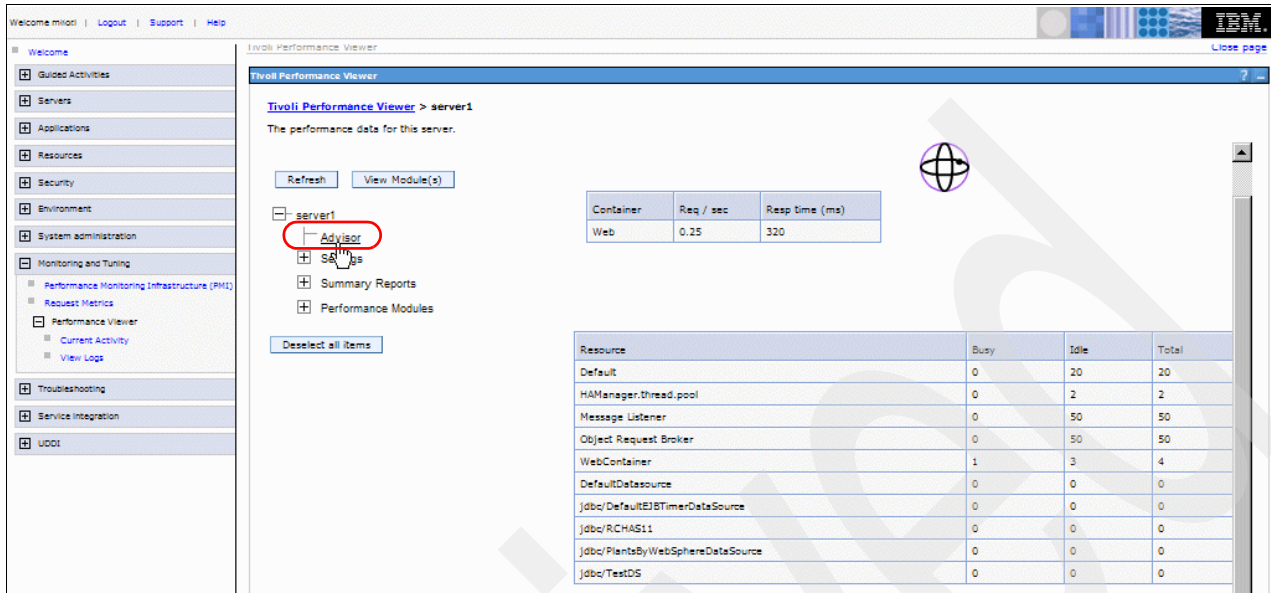 Welcome mikoti | Logout | Support | Help
IBM.
Welcome
Guided Activities
Servers
Applications
Resources
Security
Environment
System administration
Monitoring and Tuning
Performance Monitoring Infrastructure (PMI)
Request Metrics
Performance Viewer
Current Activity
View Logs
Troubleshooting
Service Integration
UDDI
Tivoli Performance Viewer
Close page
Tivoli Performance Viewer ? _
Tivoli Performance Viewer > server1
The performance data for this server.
Refresh View Module(s)
server1
Advisor
Settings
Summary Reports
Performance Modules
Deselect all items
Container Req / sec Resp time (ms)
Web 0.25 320
Resource Busy Idle Total
Default 0 20 20
HAManager.thread.pool 0 2 2
Message Listener 0 50 50
Object Request Broker 0 50 50
WebContainer 1 3 4
DefaultDatasource 0 0 0
jdbc/DefaultEJBTimerDataSource 0 0 0
jdbc/RCHAS11 0 0 0
jdbc/PlantsByWebSphereDataSource 0 0 0
jdbc/TestDS 0 0 0